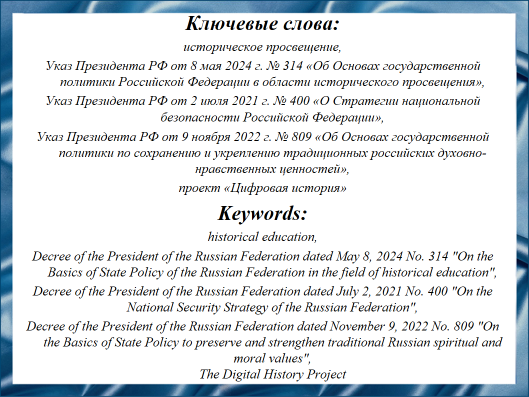 Ключевые слова:
историческое просвещение,
Указ Президента РФ от 8 мая 2024 г. № 314 «Об Основах государственной
политики Российской Федерации в области исторического просвещения»,
Указ Президента РФ от 2 июля 2021 г. № 400 «О Стратегии национальной
безопасности Российской Федерации»,
Указ Президента РФ от 9 ноября 2022 г. № 809 «Об Основах государственной
политики по сохранению и укреплению традиционных российских духовно-
нравственных ценностей»,
проект «Цифровая история»
Keywords:
historical education,
Decree of the President of the Russian Federation dated May 8, 2024 No. 314 "On the
Basics of State Policy of the Russian Federation in the field of historical education",
Decree of the President of the Russian Federation dated July 2, 2021 No. 400 "On the
National Security Strategy of the Russian Federation",
Decree of the President of the Russian Federation dated November 9, 2022 No. 809 "On
the Basics of State Policy to preserve and strengthen traditional Russian spiritual and
moral values",
The Digital History Project